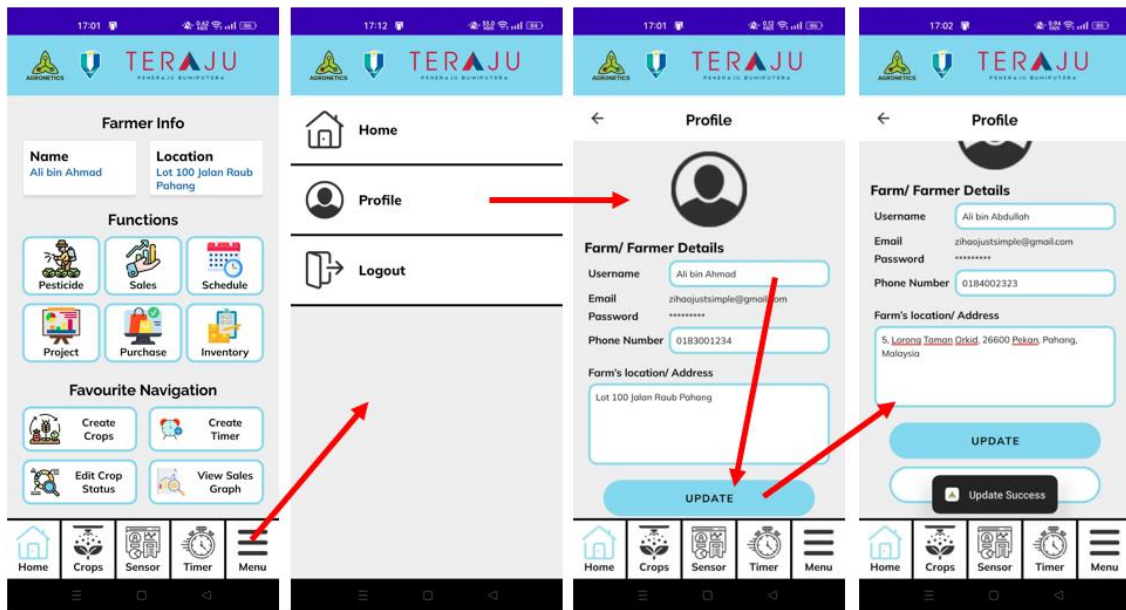 17:01
AGRONETICS
TERAJU
PENERAJU BUMIPUTERA
Farmer Info
Name
Ali bin Ahmad
Location
Lot 100 Jalan Raub
Pahang
Functions
Pesticide
Sales
Schedule
Project
Purchase
Inventory
Favourite Navigation
Create
Crops
Create
Timer
Edit Crop
Status
View Sales
Graph
Home
Crops
Sensor
Timer
Menu
17:12
AGRONETICS
TERAJU
PENERAJU BUMIPUTERA
Home
Profile
Logout
Home
Crops
Sensor
Timer
Menu
17:01
AGRONETICS
TERAJU
PENERAJU BUMIPUTERA
Profile
Farm/ Farmer Details
Username Ali bin Ahmad
Email zihaojustsimple@gmail.com
Password *********
Phone Number 0183001234
Farm's location/ Address
Lot 100 Jalan Raub Pahang
UPDATE
Home
Crops
Sensor
Timer
Menu
17:02
AGRONETICS
TERAJU
PENERAJU BUMIPUTERA
Profile
Farm/ Farmer Details
Username Ali bin Abdullah
Email zihaojustsimple@gmail.com
Password *********
Phone Number 0184002323
Farm's location/ Address
5, Lorong Taman Orkid, 26600 Pekan, Pahang,
Malaysia
UPDATE
Update Success
Home
Crops
Sensor
Timer
Menu